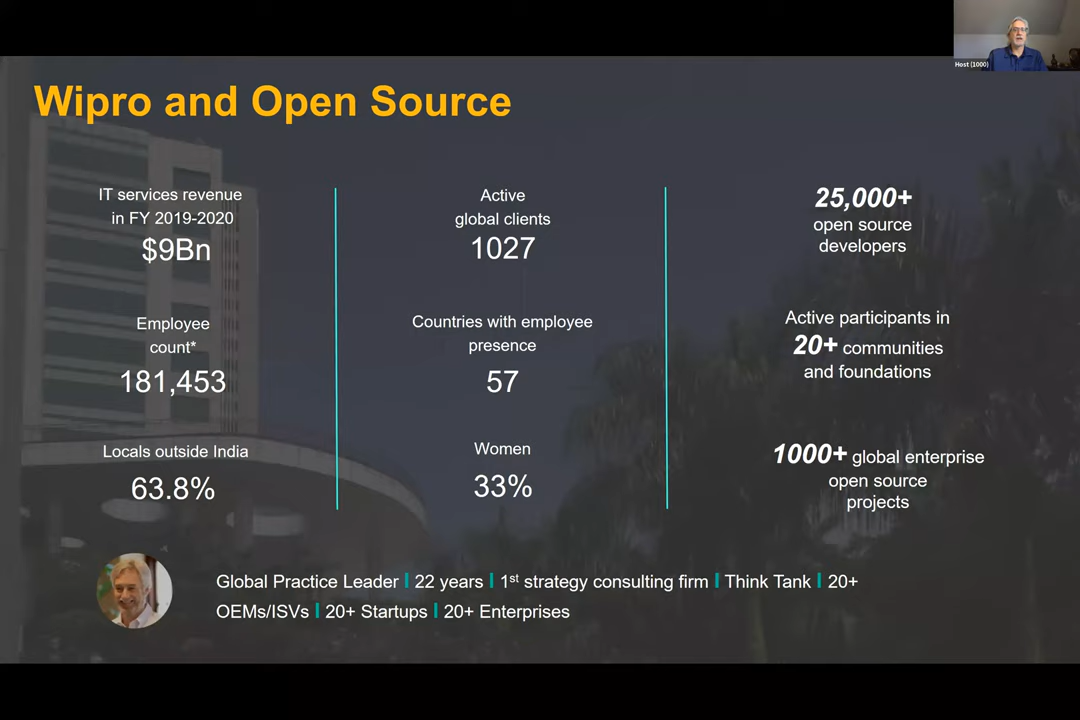 Host (1000)
Wipro and Open Source
IT services revenue
in FY 2019-2020
$9Bn
Employee
count*
181,453
Locals outside India
63.8%
Active
global clients
1027
Countries with employee
presence
57
Women
33%
25,000+
open source
developers
Active participants in
20+ communities
and foundations
1000+ global enterprise
open source
projects
Global Practice Leader | 22 years | 1st strategy consulting firm | Think Tank | 20+
OEMs/ISVs | 20+ Startups | 20+ Enterprises